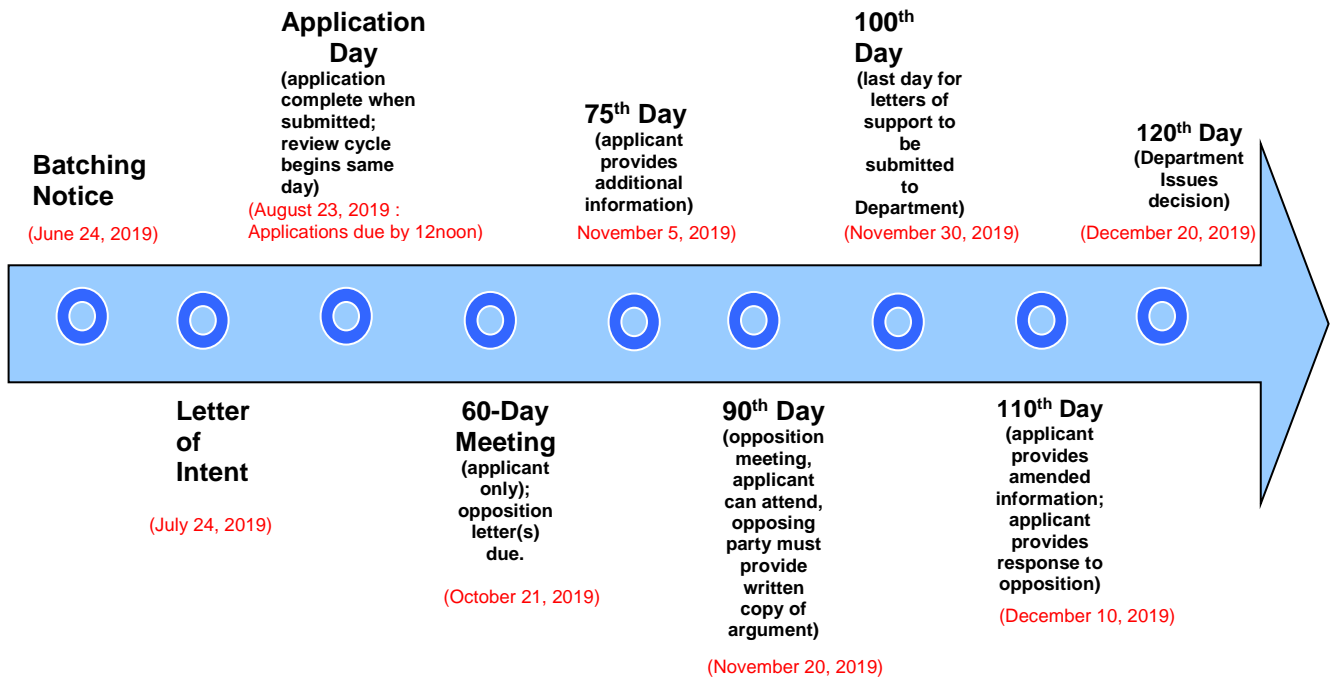 Batching
Notice
(June 24, 2019)
Letter
of
Intent
(July 24, 2019)
Application
Day
(application
complete when
submitted;
review cycle
begins same
day)
(August 23, 2019 :
Applications due by 12noon)
60-Day
Meeting
(applicant
only);
opposition
letter(s)
due.
(October 21, 2019)
75th Day
(applicant
provides
additional
information)
November 5, 2019)
90th Day
(opposition
meeting,
applicant
can attend,
opposing
party must
provide
written
copy of
argument)
(November 20, 2019)
100th
Day
(last day for
letters of
support to
be
submitted
to
Department)
(November 30, 2019)
110th Day
(applicant
provides
amended
information;
applicant
provides
response to
opposition)
(December 10, 2019)
120th Day
(Department
Issues
decision)
(December 20, 2019)